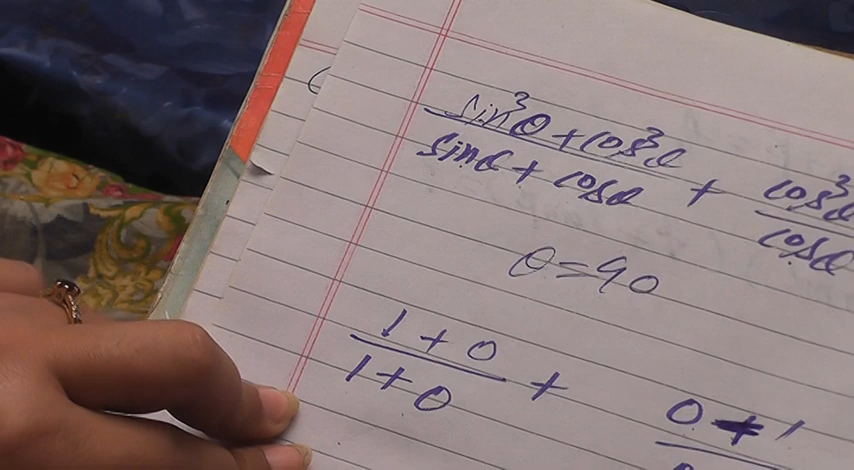 sin³θ + cos³θ / sinθ + cosθ + cos³θ / cosθ
θ = 90
1 + 0 / 1 + 0 + 0 + 1